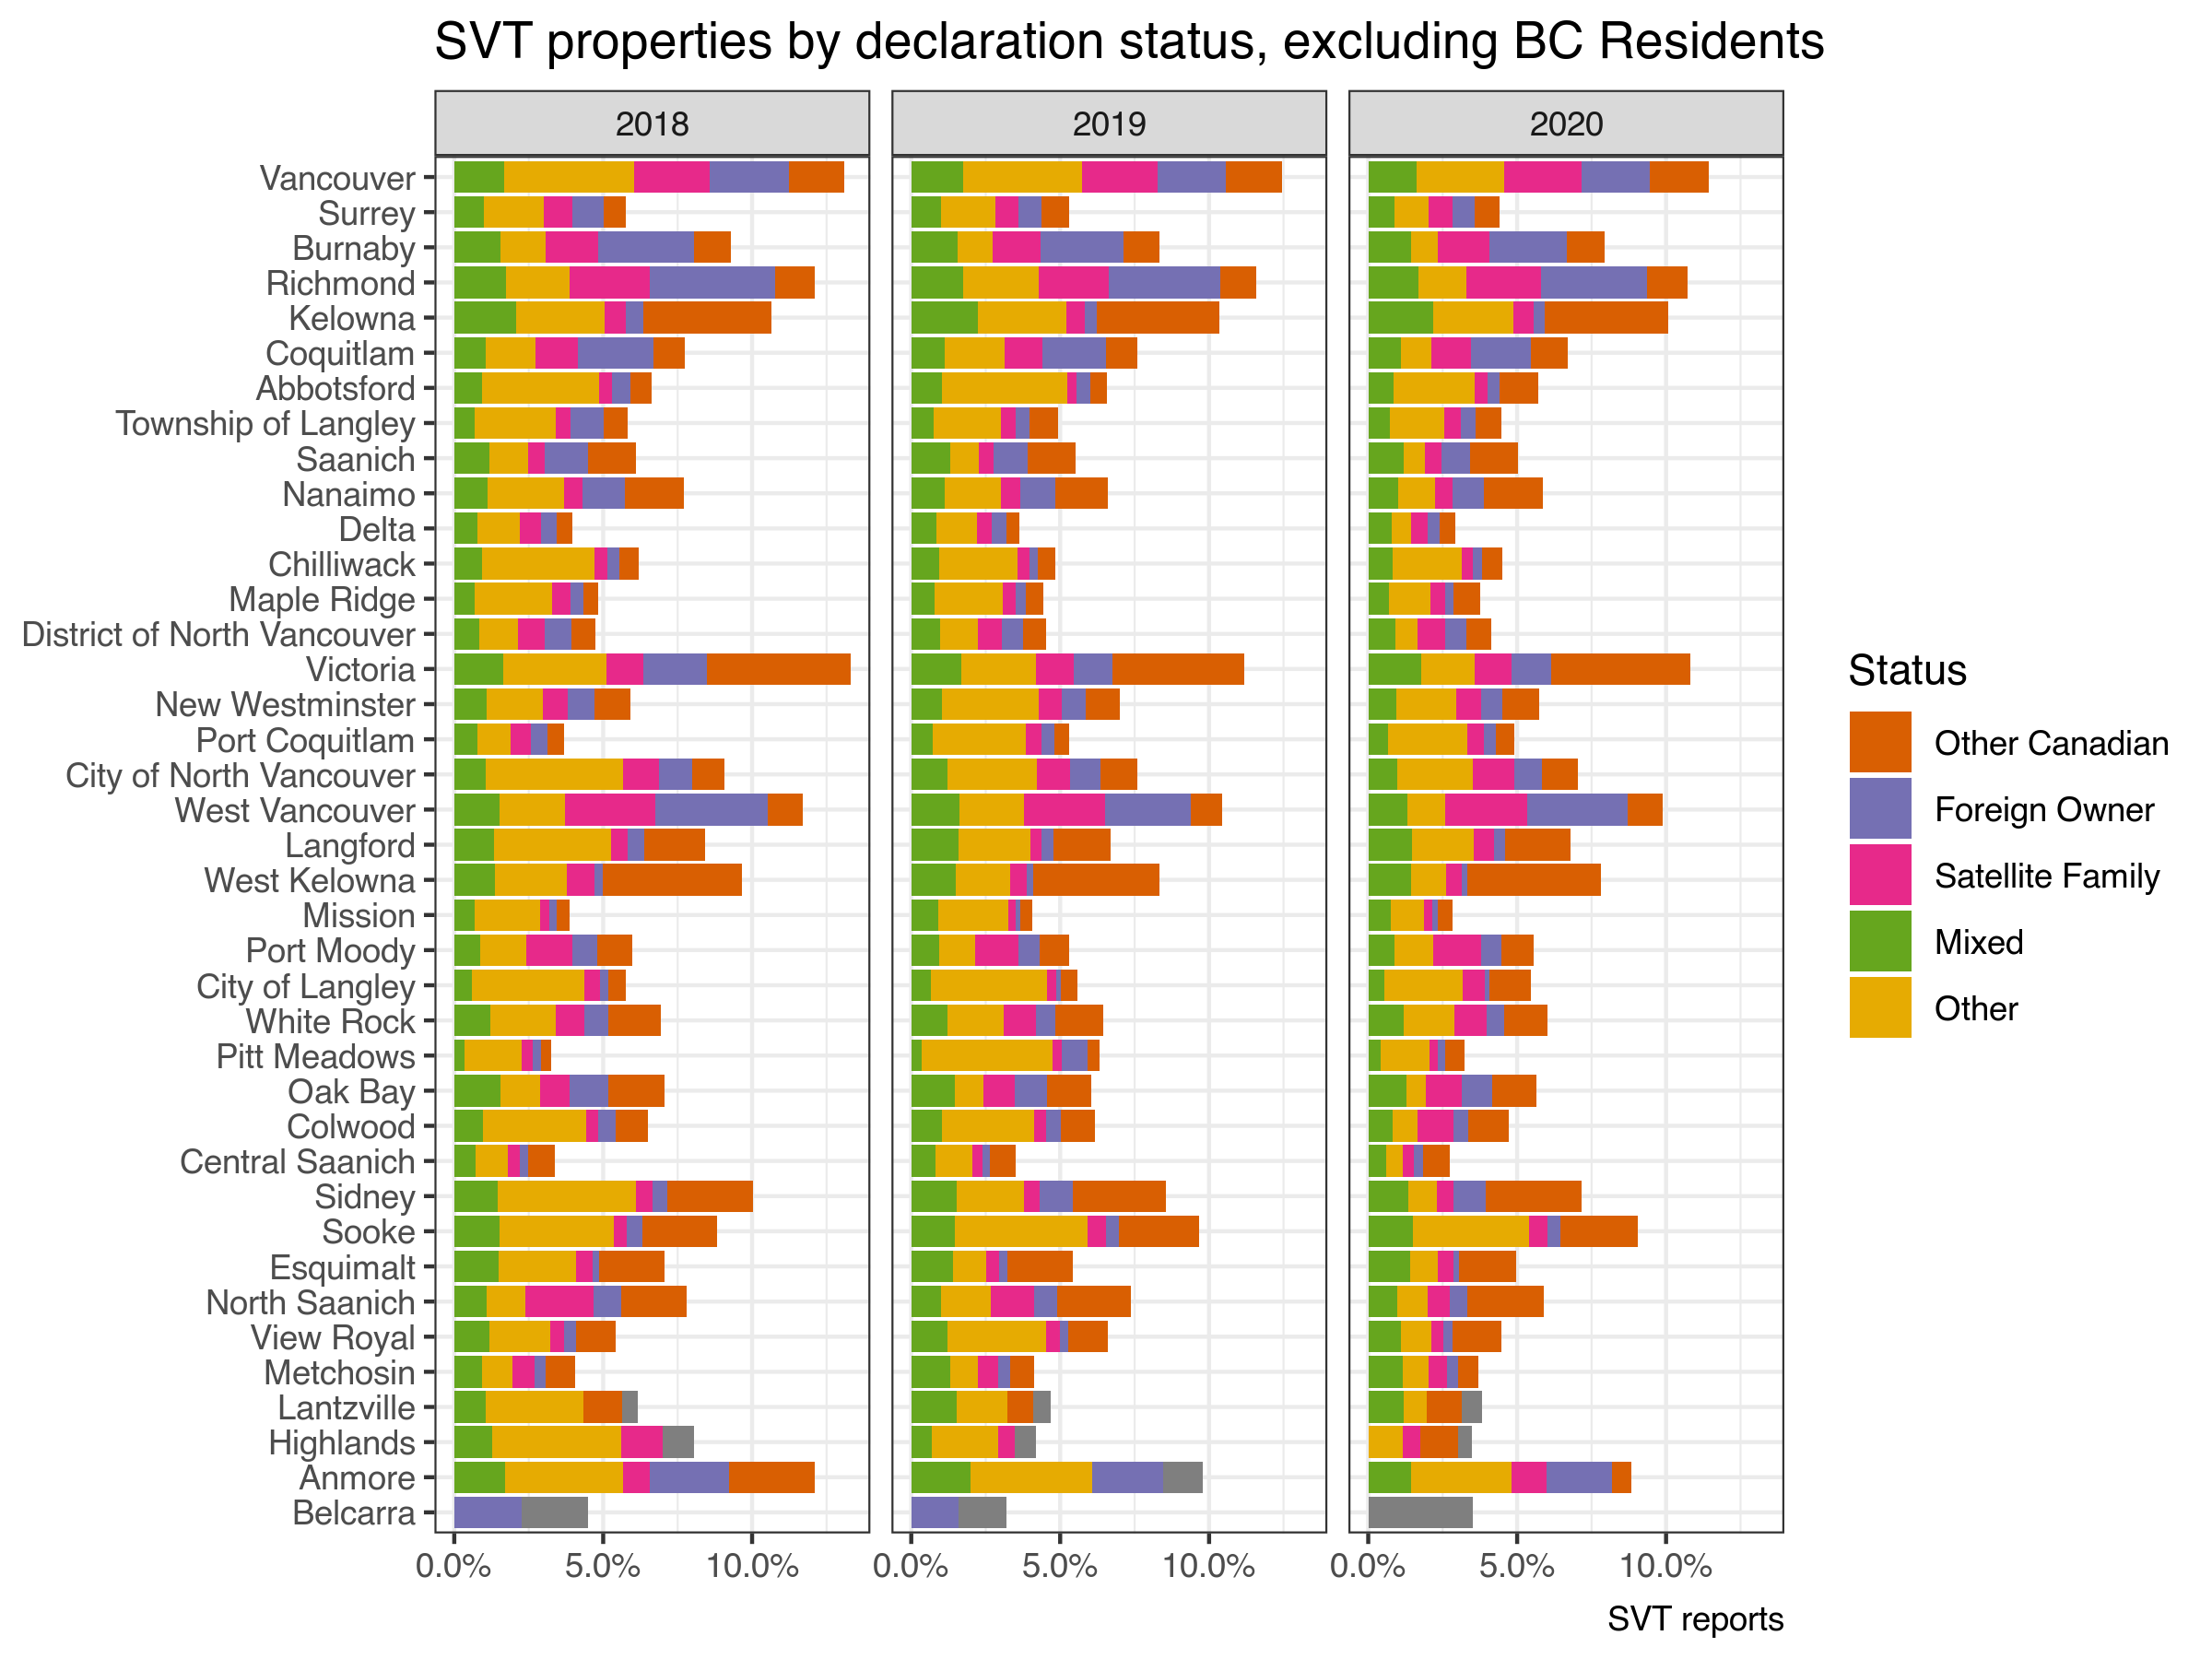 SVT properties by declaration status, excluding BC Residents
2018
2019
2020
Vancouver
Surrey
Burnaby
Richmond
Kelowna
Coquitlam
Abbotsford
Township of Langley
Saanich
Nanaimo
Delta
Chilliwack
Maple Ridge
District of North Vancouver
Victoria
New Westminster
Port Coquitlam
City of North Vancouver
West Vancouver
Langford
West Kelowna
Mission
Port Moody
City of Langley
White Rock
Pitt Meadows
Oak Bay
Colwood
Central Saanich
Sidney
Sooke
Esquimalt
North Saanich
View Royal
Metchosin
Lantzville
Highlands
Anmore
Belcarra
0.0% 5.0% 10.0% 0.0% 5.0% 10.0% 0.0% 5.0% 10.0%
SVT reports
Status
Other Canadian
Foreign Owner
Satellite Family
Mixed
Other